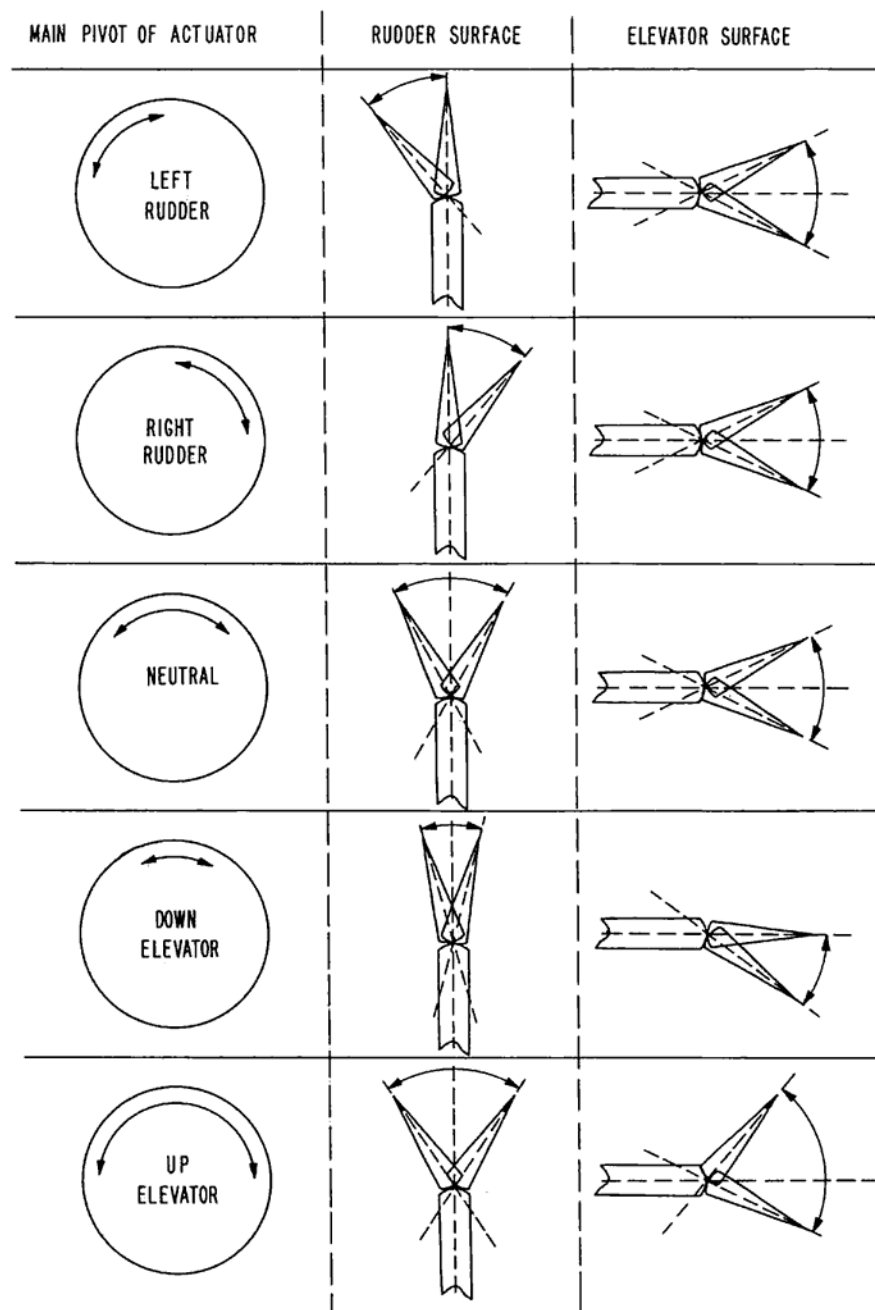 MAIN PIVOT OF ACTUATOR
RUDDER SURFACE
ELEVATOR SURFACE
LEFT
RUDDER
RIGHT
RUDDER
NEUTRAL
DOWN
ELEVATOR
UP
ELEVATOR